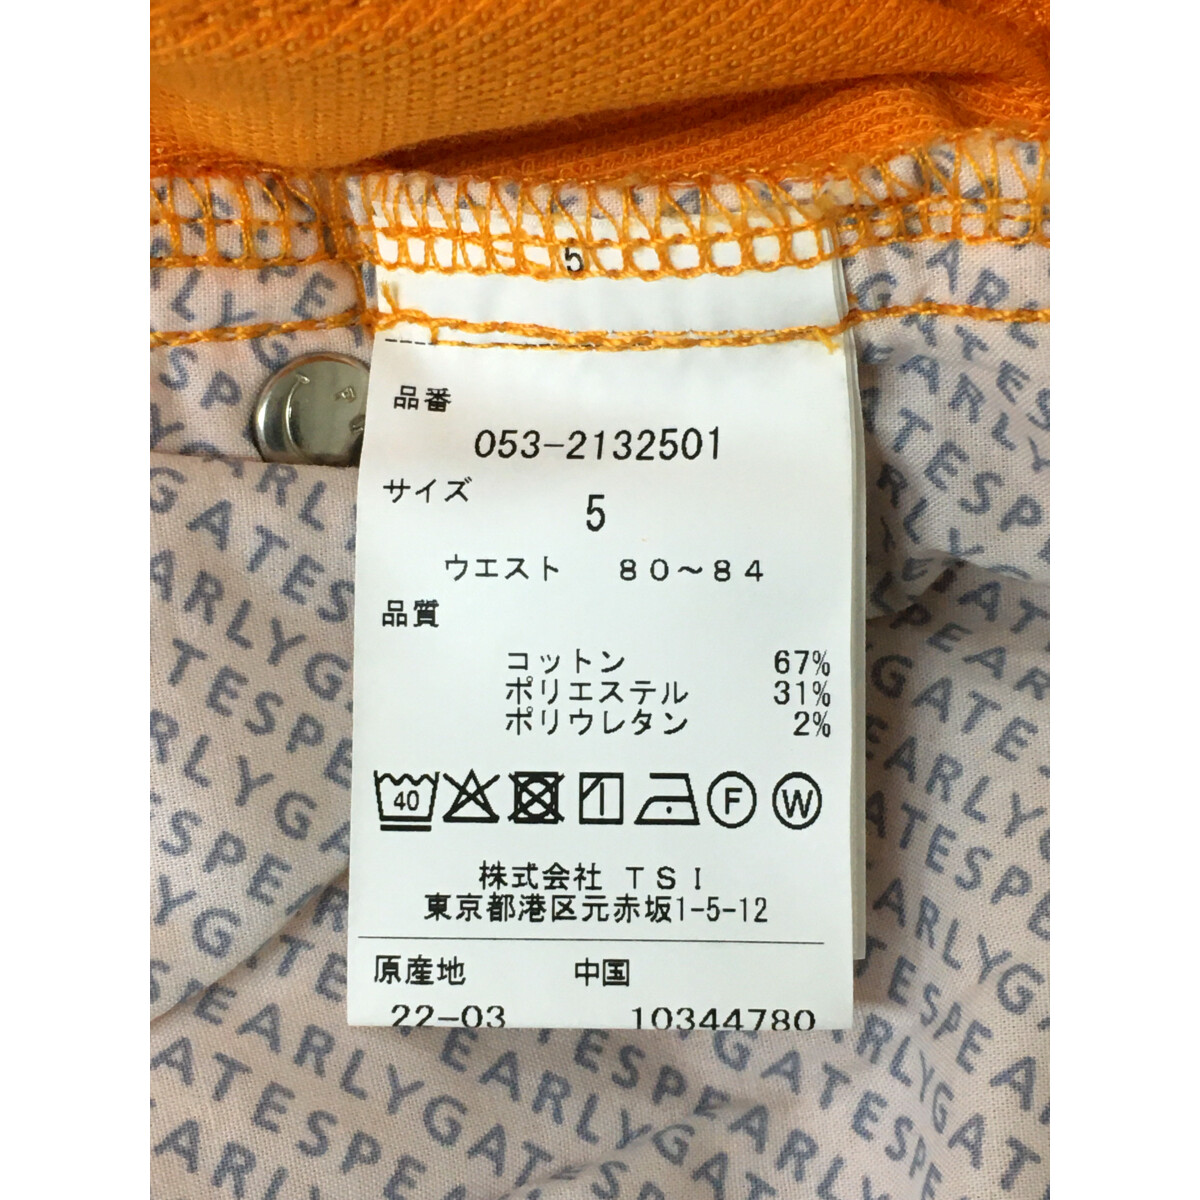 5
品番
053-2132501
サイズ
5
ウエスト 80～84
品質
コットン 67%
ポリエステル 31%
ポリウレタン 2%
40 F W
株式会社 TSI
東京都港区元赤坂1-5-12
原産地 中国
22-03 10344780
PEARLYGATES
PEARLYGATESPEARLYGA
GATESPEARLYGATESPEARLYGA